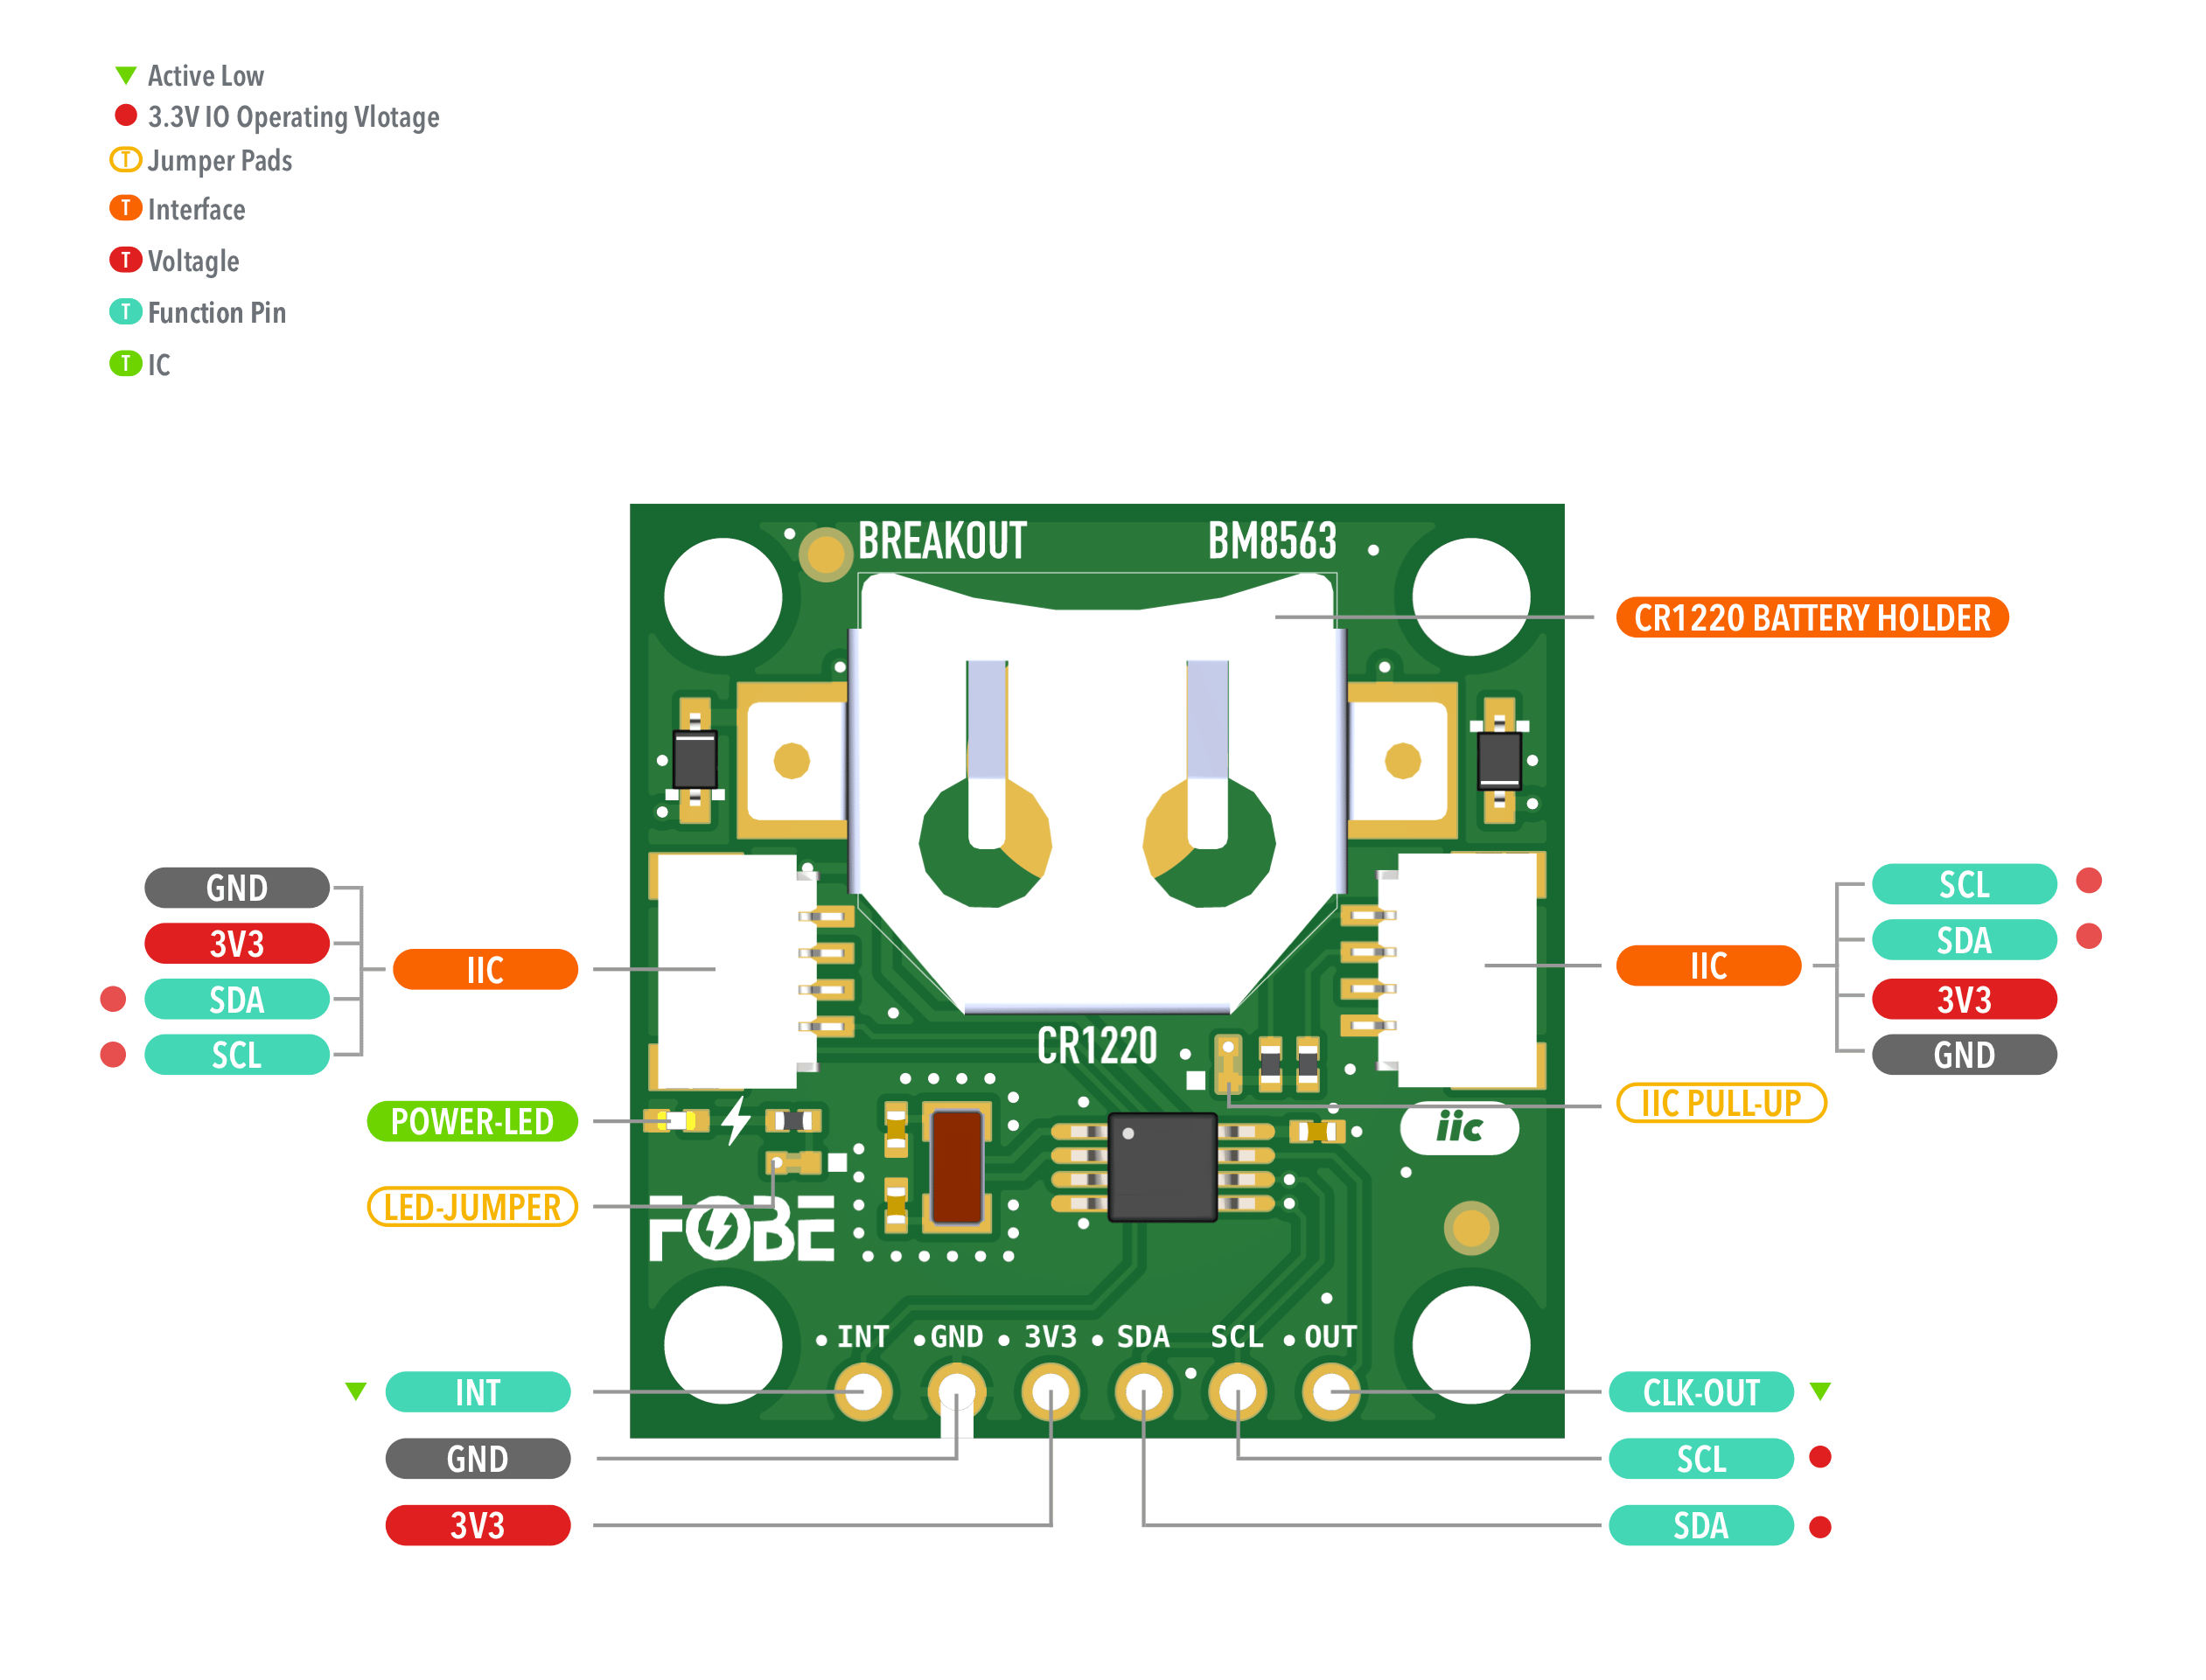 Active Low
3.3V IO Operating Vlotage
T Jumper Pads
T Interface
T Voltagle
T Function Pin
T IC
BREAKOUT BM8563
CR1220 BATTERY HOLDER
GND
3V3
SDA
SCL
IIC
IIC
SCL
SDA
3V3
GND
CR1220
IIC PULL-UP
iic
POWER-LED
LED-JUMPER
FOBE
INT GND 3V3 SDA SCL OUT
INT
GND
3V3
CLK-OUT
SCL
SDA